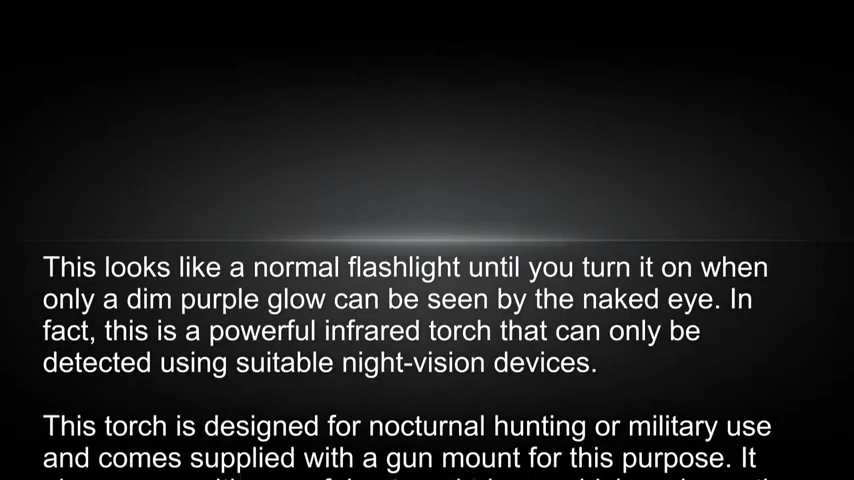 This looks like a normal flashlight until you turn it on when
only a dim purple glow can be seen by the naked eye. In
fact, this is a powerful infrared torch that can only be
detected using suitable night-vision devices.
This torch is designed for nocturnal hunting or military use
and comes supplied with a gun mount for this purpose. It